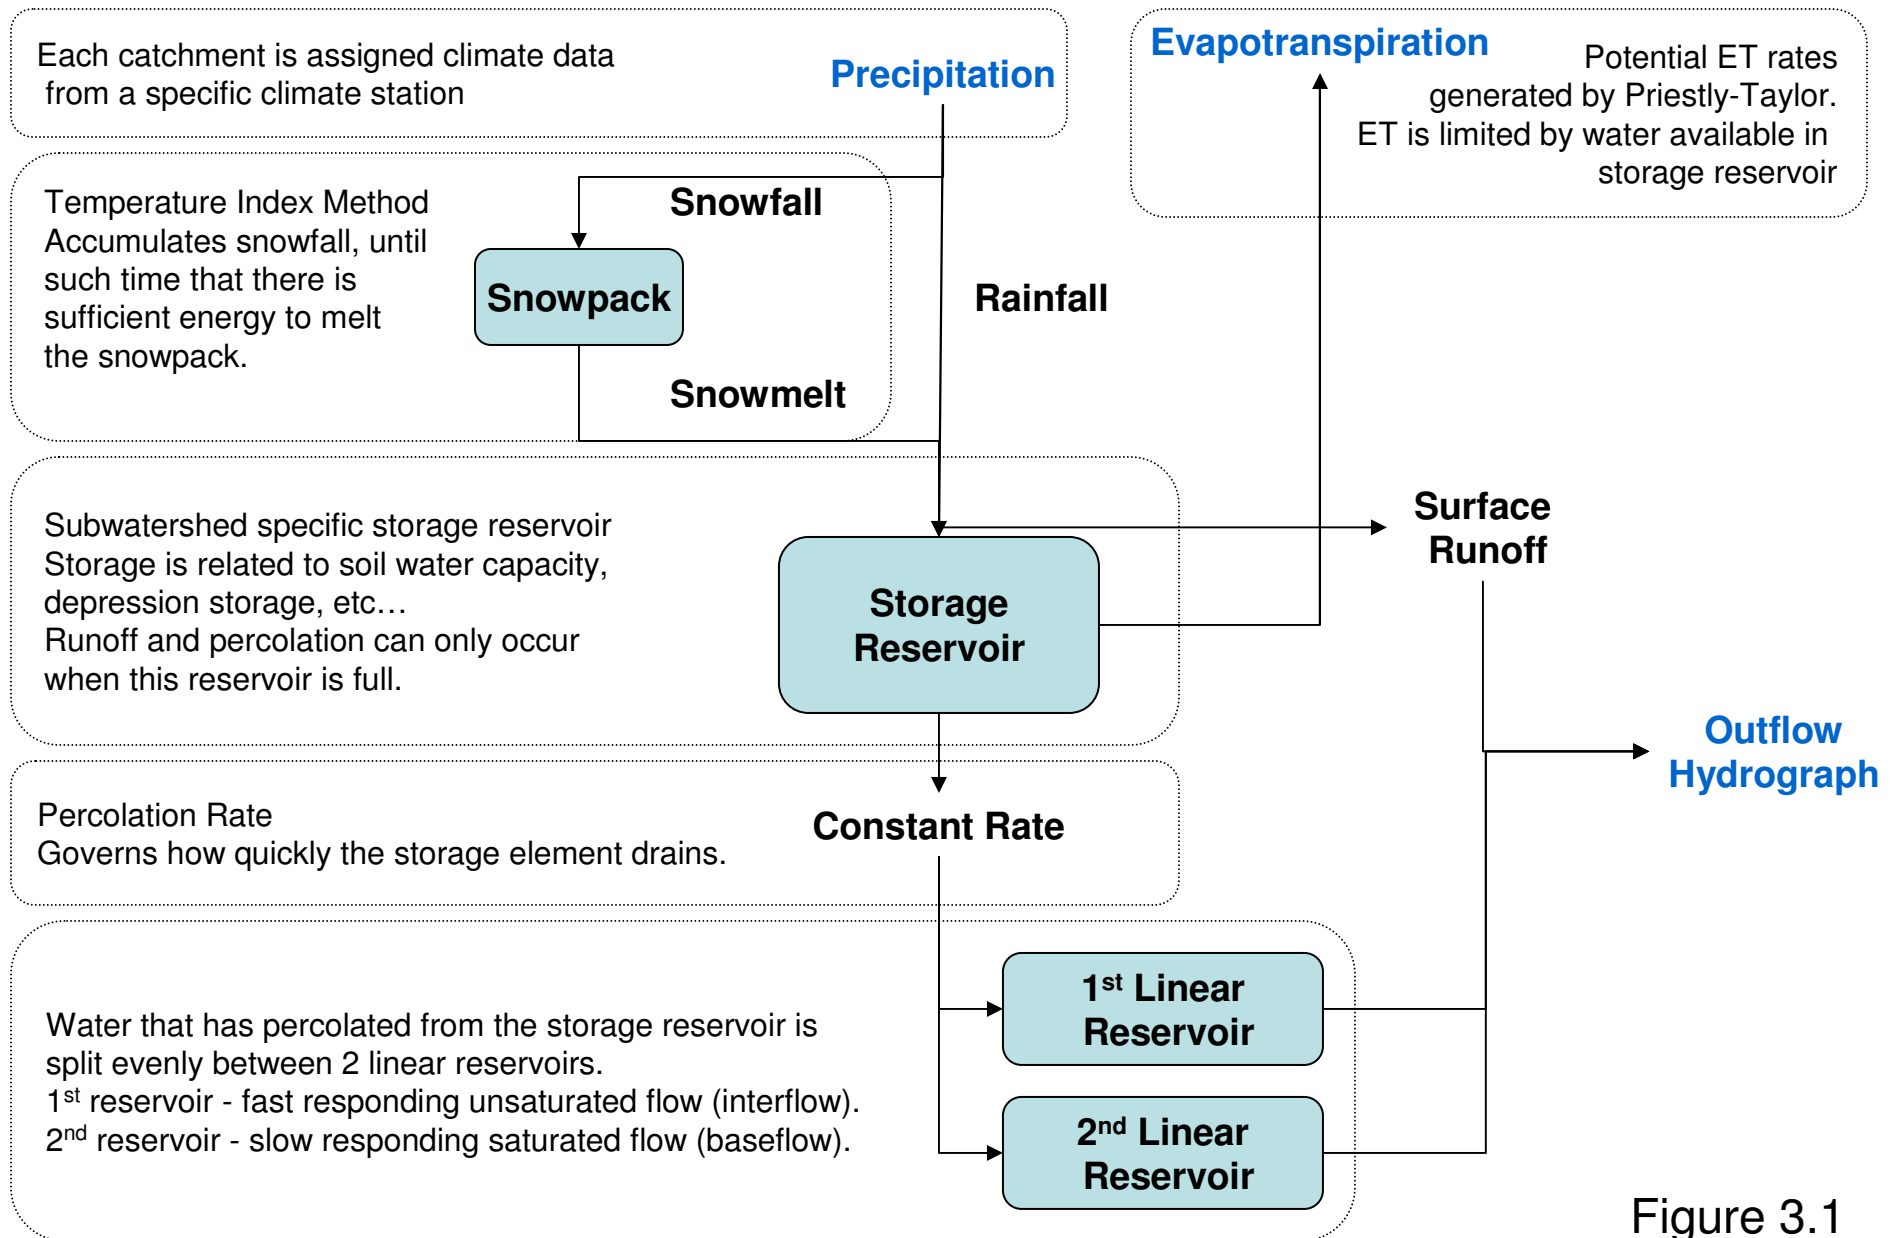 Each catchment is assigned climate data
from a specific climate station
Precipitation
Evapotranspiration
Potential ET rates
generated by Priestly-Taylor.
ET is limited by water available in
storage reservoir
Temperature Index Method
Accumulates snowfall, until
such time that there is
sufficient energy to melt
the snowpack.
Snowfall
Snowpack
Rainfall
Snowmelt
Subwatershed specific storage reservoir
Storage is related to soil water capacity,
depression storage, etc…
Runoff and percolation can only occur
when this reservoir is full.
Storage
Reservoir
Surface
Runoff
Outflow
Hydrograph
Percolation Rate
Governs how quickly the storage element drains.
Constant Rate
Water that has percolated from the storage reservoir is
split evenly between 2 linear reservoirs.
1st reservoir - fast responding unsaturated flow (interflow).
2nd reservoir - slow responding saturated flow (baseflow).
1st Linear
Reservoir
2nd Linear
Reservoir
Figure 3.1